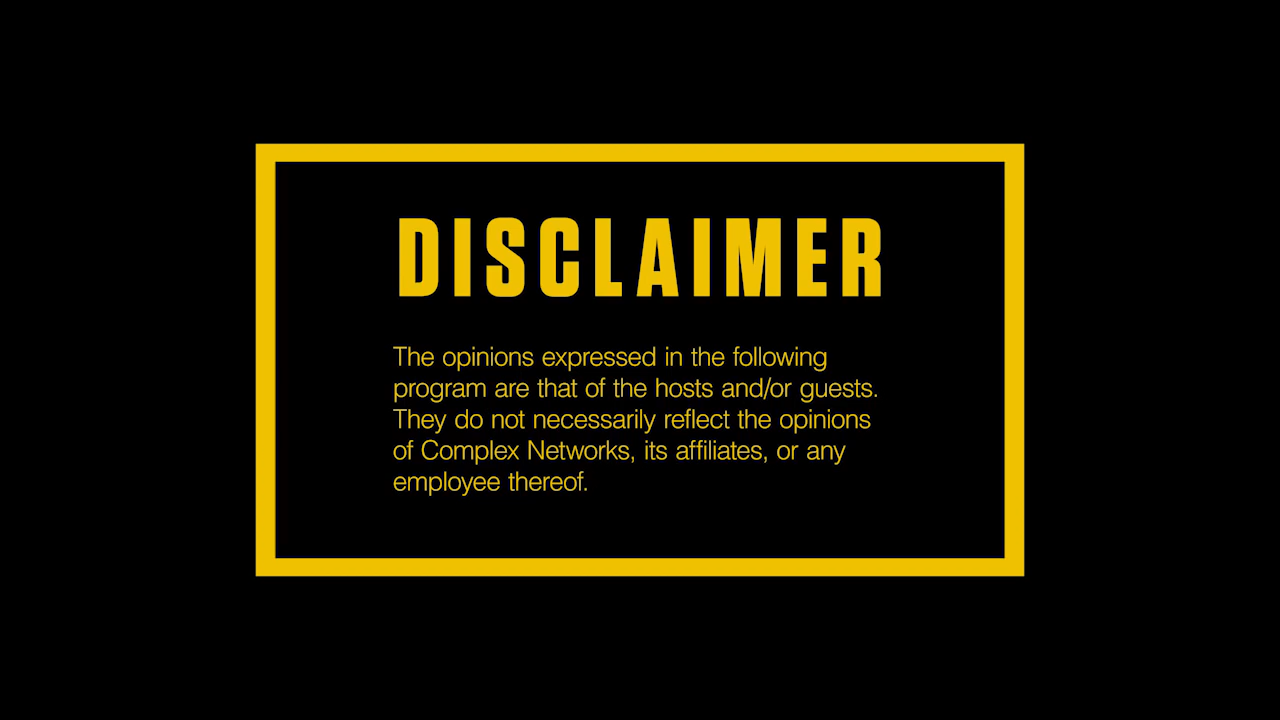 DISCLAIMER
The opinions expressed in the following
program are that of the hosts and/or guests.
They do not necessarily reflect the opinions
of Complex Networks, its affiliates, or any
employee thereof.